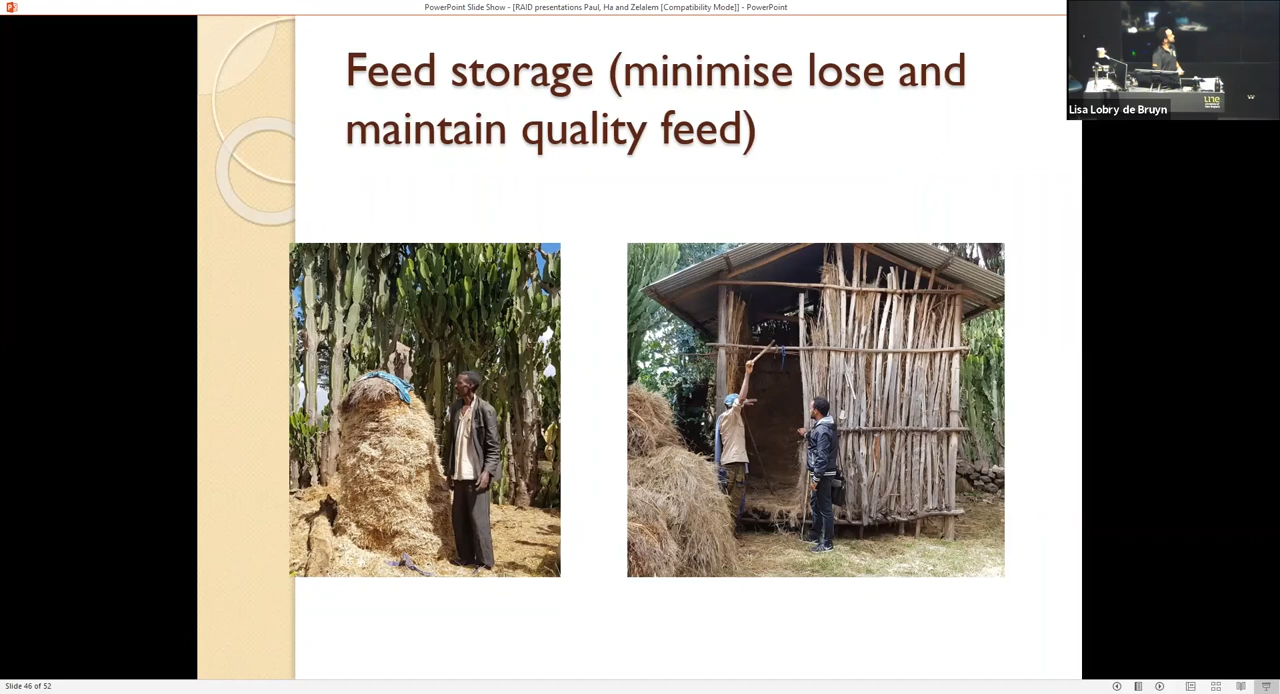 PowerPoint Slide Show - [RAID presentations Paul, Ha and Zelalem [Compatibility Mode]] - PowerPoint
Feed storage (minimise lose and
maintain quality feed)
une
Lisa Lobry de Bruyn
Slide 46 of 52